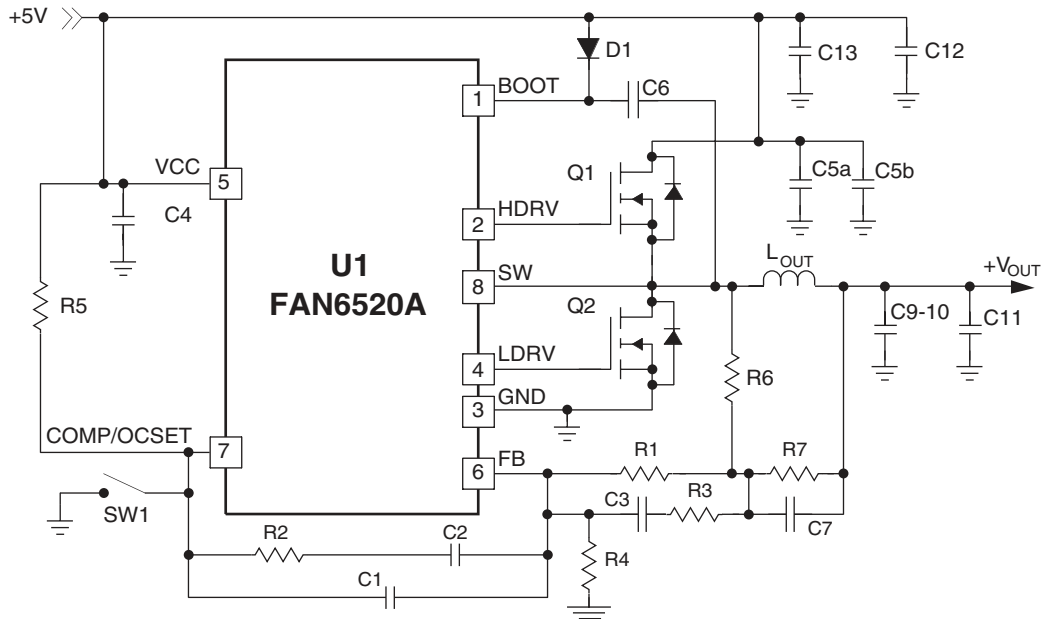 +5V
D1
C13
C12
1
BOOT
C6
VCC
5
C4
Q1
C5a
C5b
2
HDRV
U1
FAN6520A
8
SW
LOUT
+VOUT
R5
Q2
C9-10
C11
4
LDRV
R6
3
GND
COMP/OCSET
7
6
FB
R1
R7
SW1
C3
R3
C7
R2
C2
R4
C1